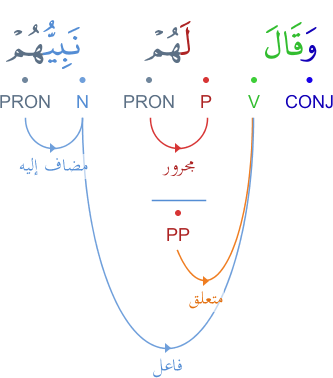 وَقَالَ لَهُمْ نَبِيُّهُمْ
CONJ V P PRON N PRON
مجرور مضاف إليه
PP
متعلق
فاعل